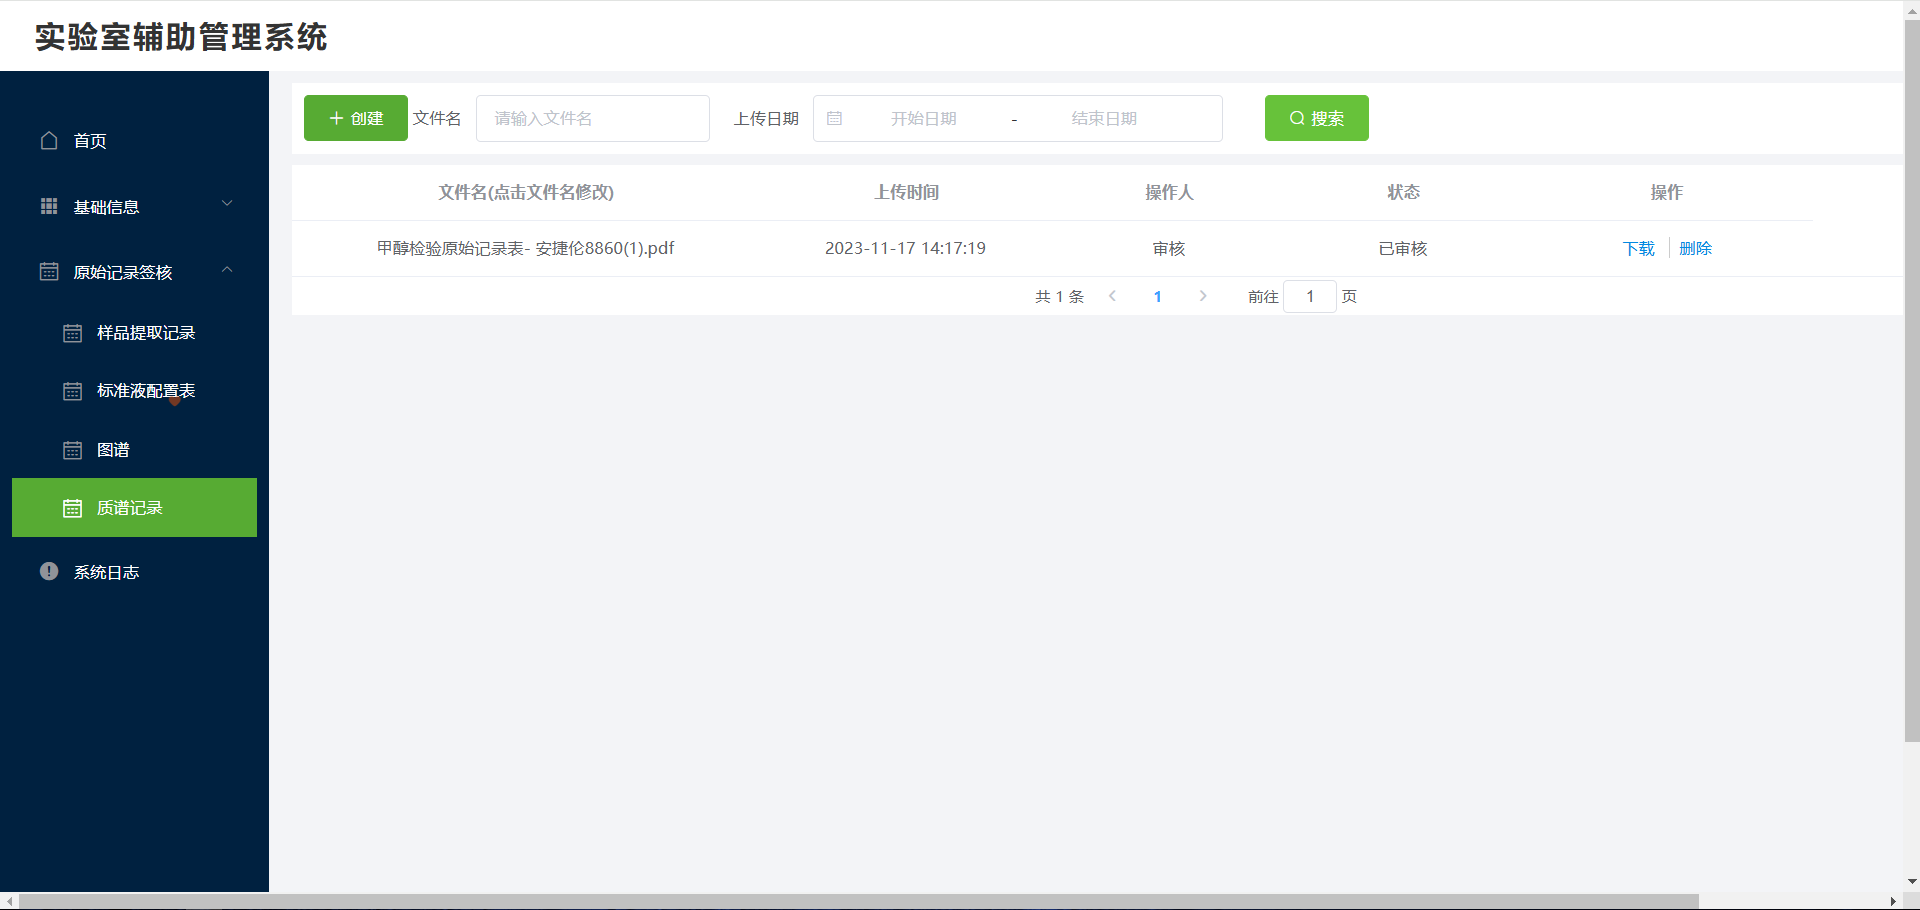 实验室辅助管理系统
首页
基础信息
原始记录签核
样品提取记录
标准液配置表
图谱
质谱记录
系统日志
创建 文件名 请输入文件名 上传日期 开始日期 - 结束日期 搜索
文件名(点击文件名修改) 上传时间 操作人 状态 操作
甲醇检验原始记录表- 安捷伦8860(1).pdf 2023-11-17 14:17:19 审核 已审核 下载 删除
共 1 条 1 前往 1 页